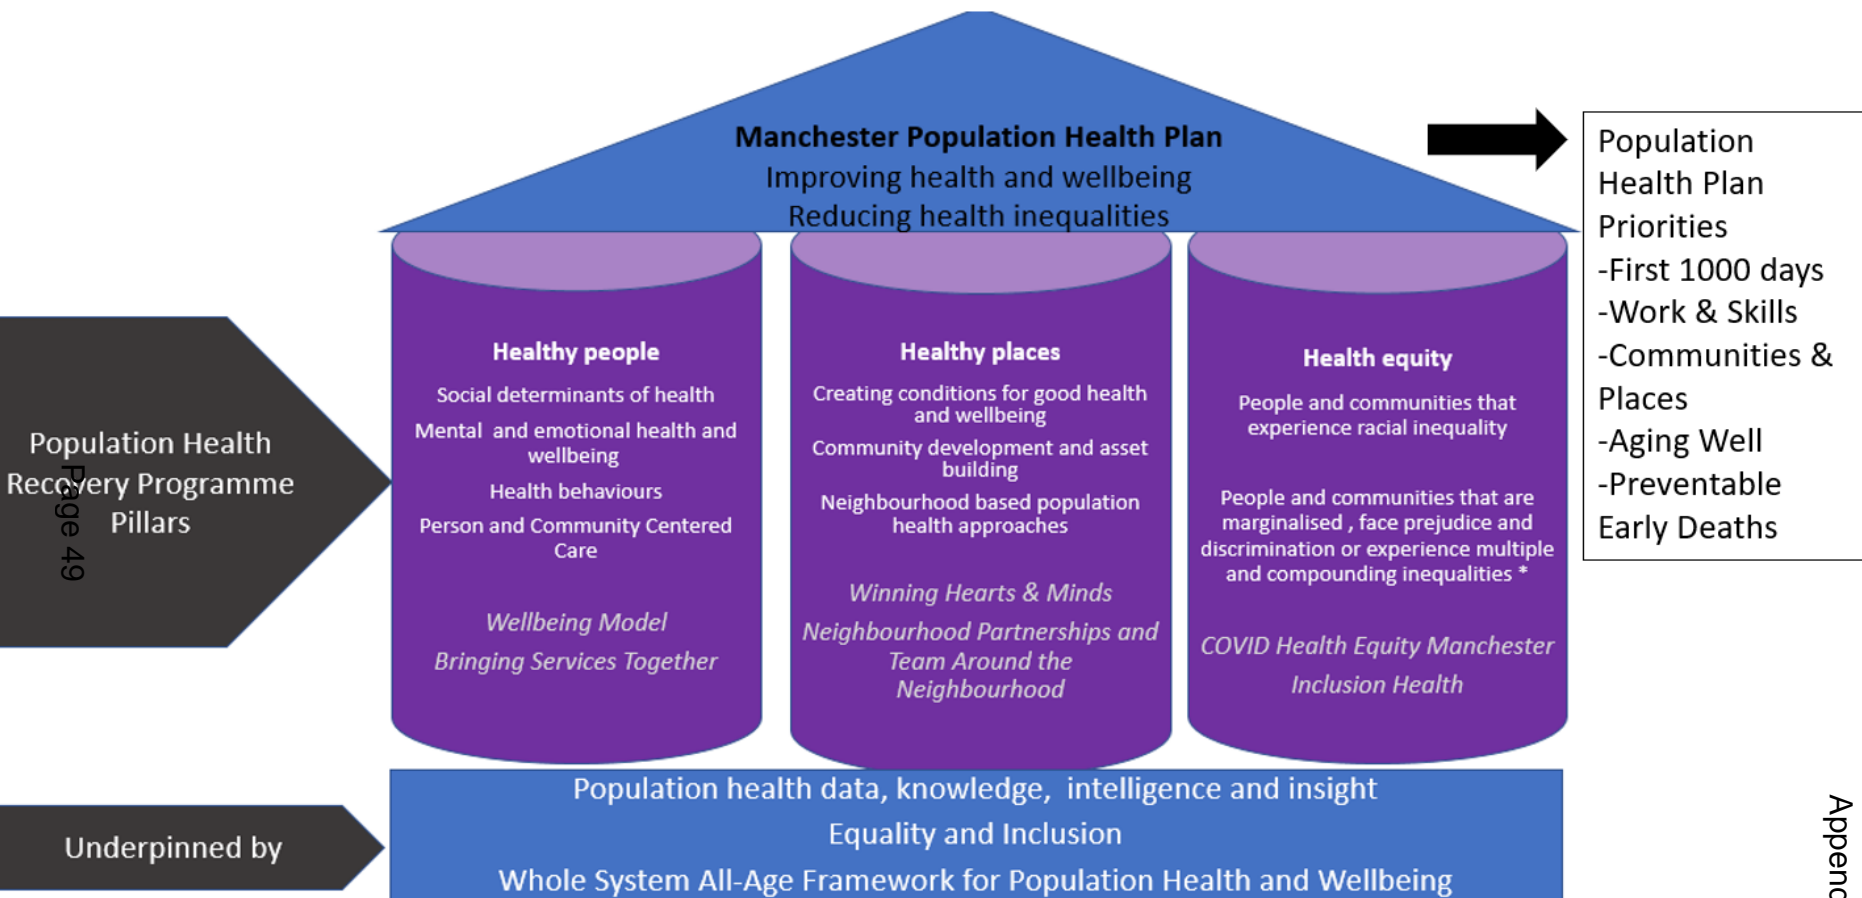 Manchester Population Health Plan
Improving health and wellbeing
Reducing health inequalities
Population
Health Plan
Priorities
-First 1000 days
-Work & Skills
-Communities &
Places
-Aging Well
-Preventable
Early Deaths
Population Health
Recovery Programme
Pillars
Page 49
Healthy people
Social determinants of health
Mental and emotional health and
wellbeing
Health behaviours
Person and Community Centered
Care
Wellbeing Model
Bringing Services Together
Healthy places
Creating conditions for good health
and wellbeing
Community development and asset
building
Neighbourhood based population
health approaches
Winning Hearts & Minds
Neighbourhood Partnerships and
Team Around the
Neighbourhood
Health equity
People and communities that
experience racial inequality
People and communities that are
marginalised , face prejudice and
discrimination or experience multiple
and compounding inequalities *
COVID Health Equity Manchester
Inclusion Health
Underpinned by
Population health data, knowledge, intelligence and insight
Equality and Inclusion
Whole System All-Age Framework for Population Health and Wellbeing